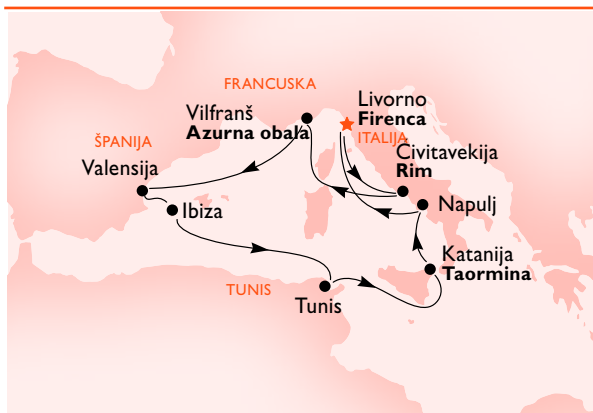 FRANCUSKA
Vilfranš
Azurna obala
Livorno
Firenca
ITALIJA
Civitavekija
Rim
ŠPANIJA
Valensija
Ibiza
Napulj
Katanija
Taormina
TUNIS
Tunis